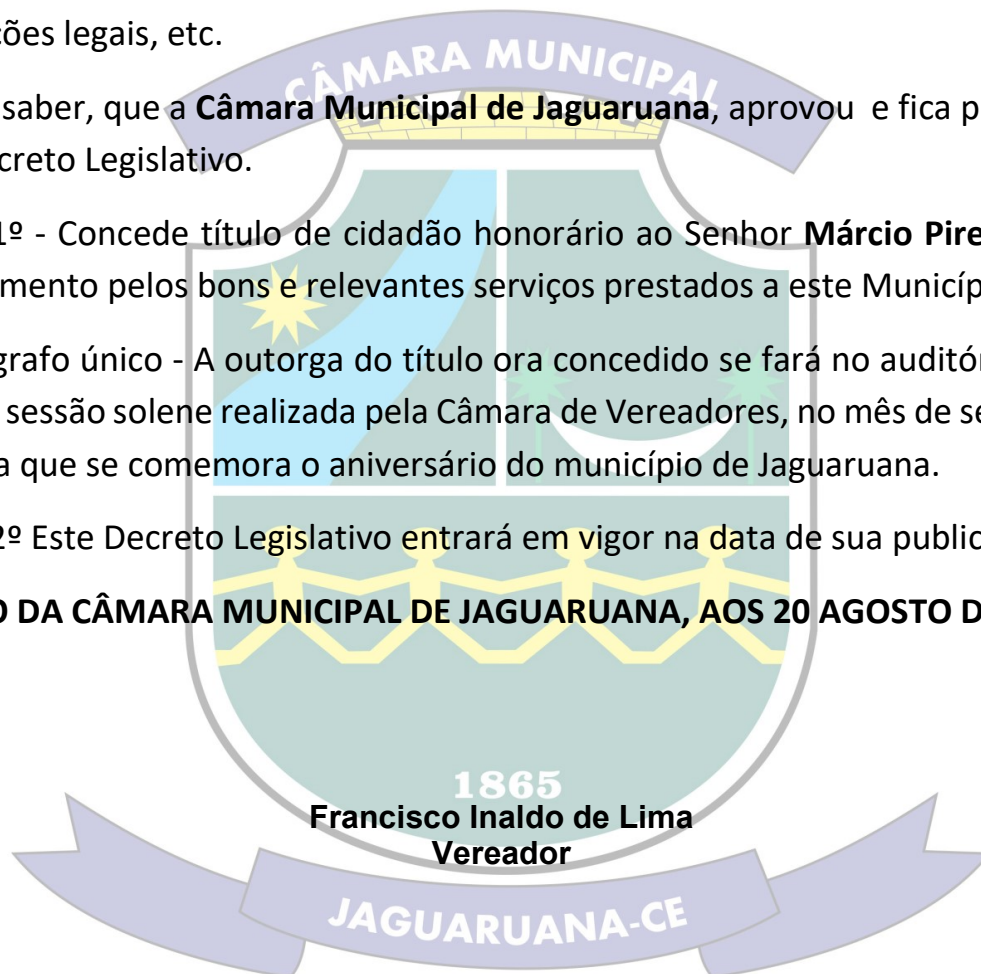 ções legais, etc.
CÂMARA MUNICIPAL
saber, que a Câmara Municipal de Jaguaruana, aprovou e fica p
creto Legislativo.
1º - Concede título de cidadão honorário ao Senhor Márcio Pire
mento pelos bons e relevantes serviços prestados a este Municíp
grafo único - A outorga do título ora concedido se fará no auditór
sessão solene realizada pela Câmara de Vereadores, no mês de se
a que se comemora o aniversário do município de Jaguaruana.
2º Este Decreto Legislativo entrará em vigor na data de sua public
O DA CÂMARA MUNICIPAL DE JAGUARUANA, AOS 20 AGOSTO D
1865
Francisco Inaldo de Lima
Vereador
JAGUARUANA-CE